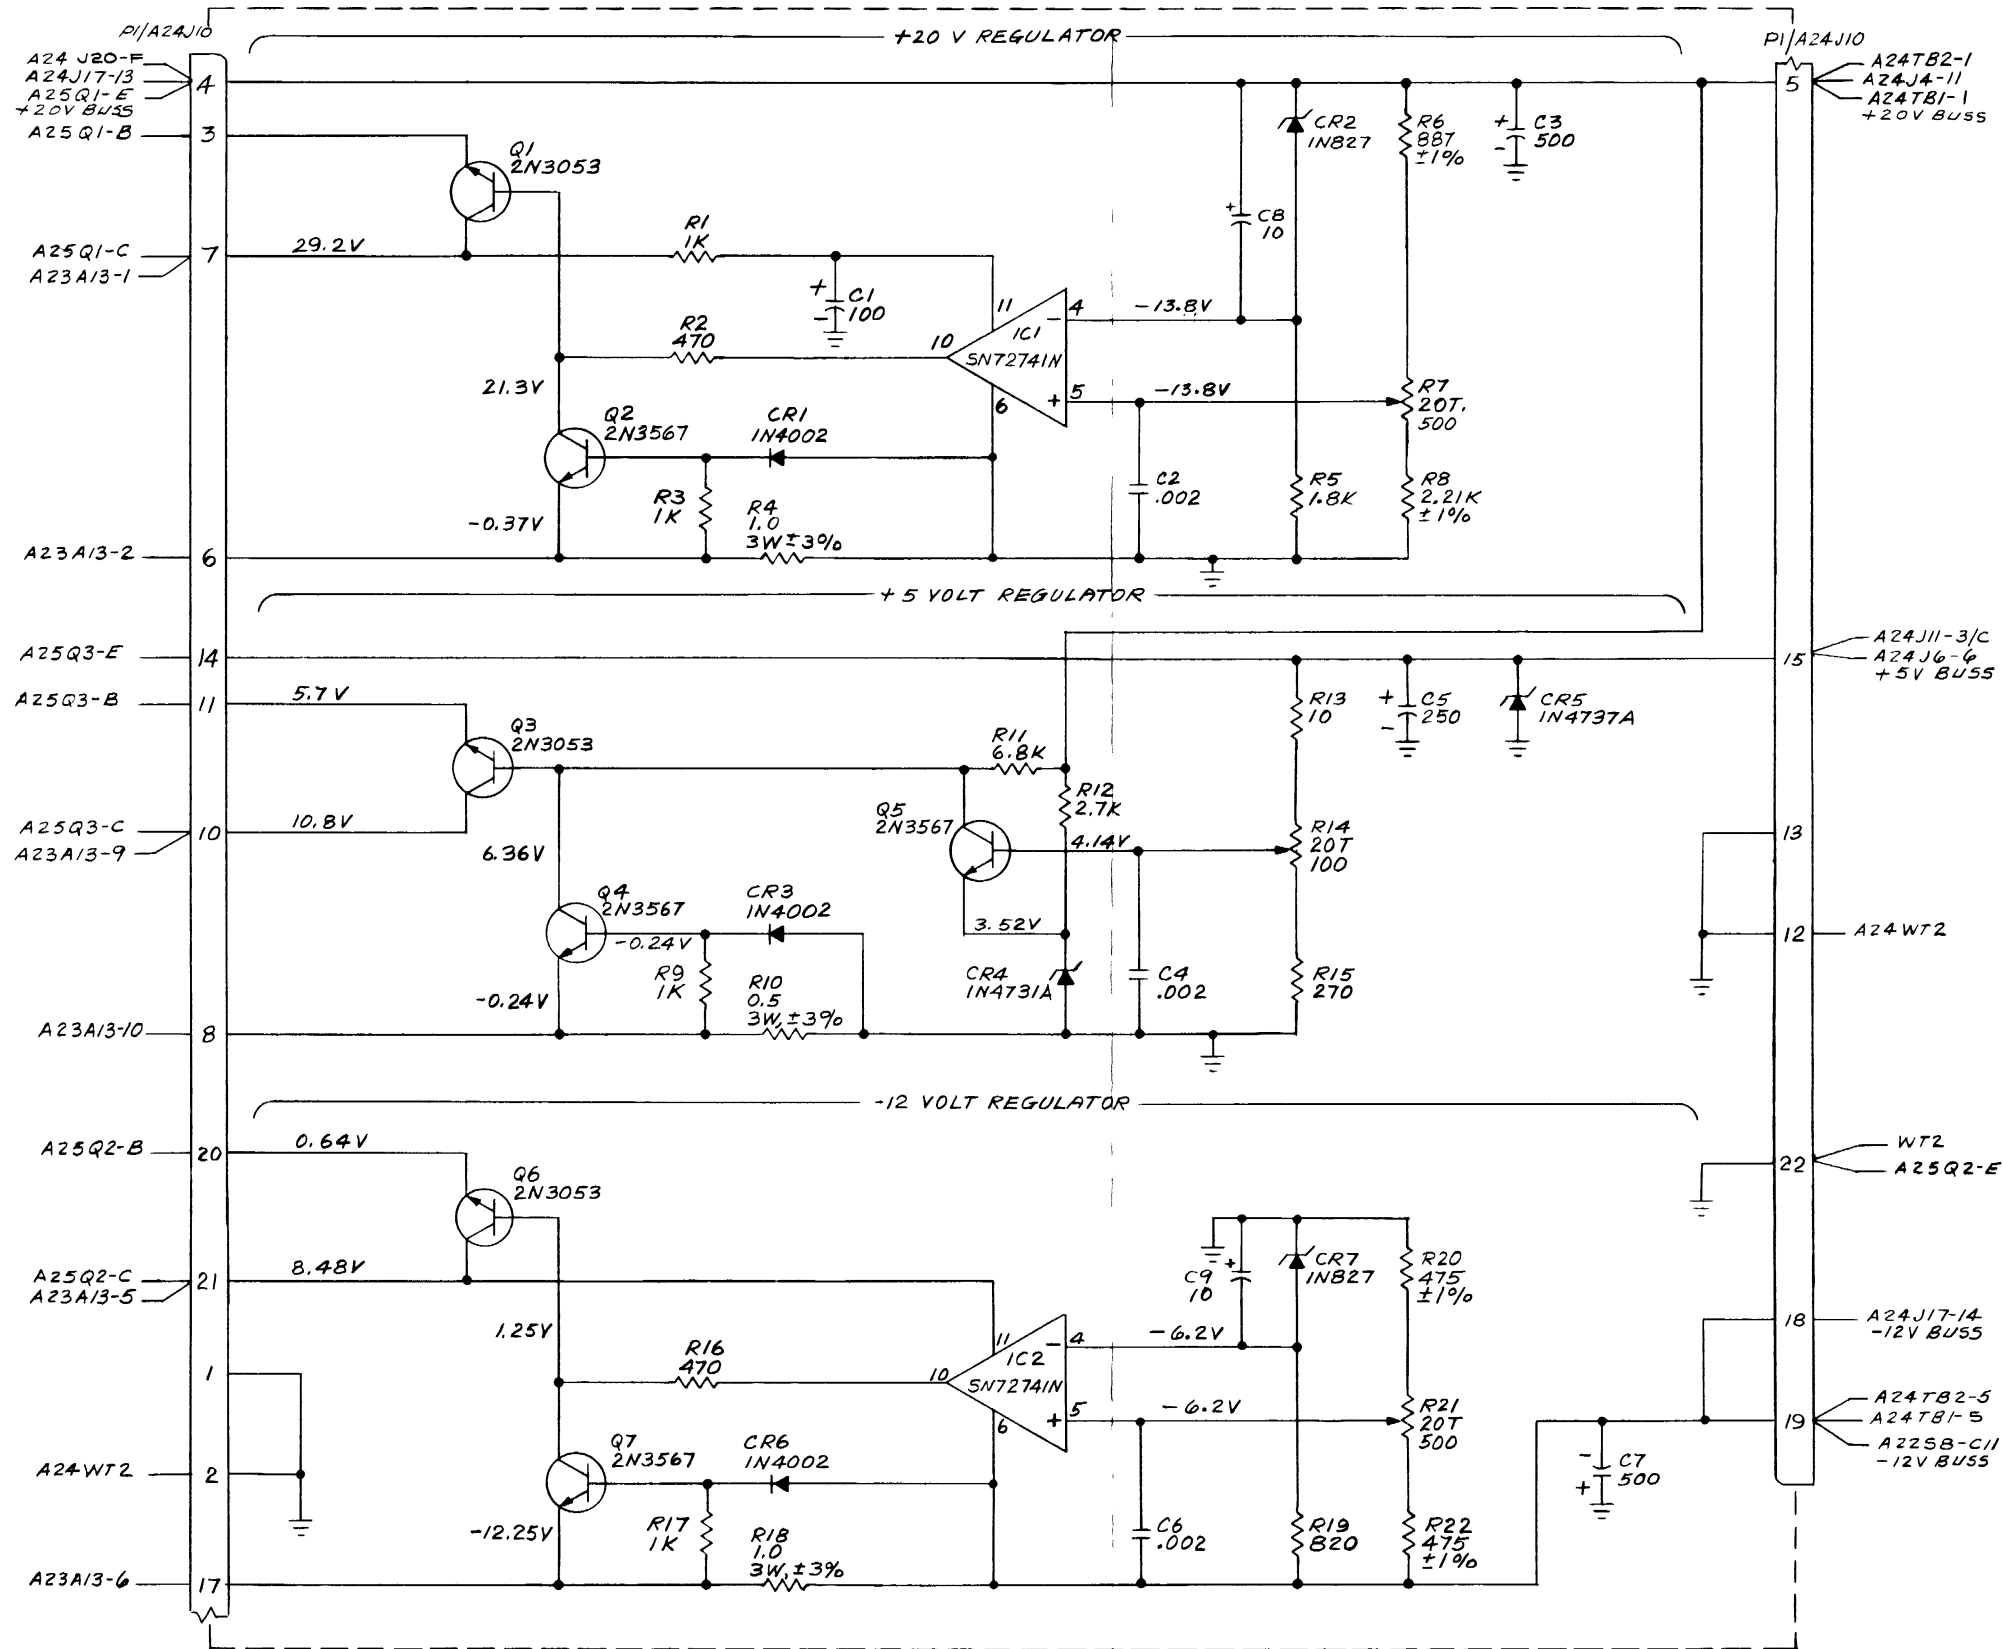 P1/A24J10
+20 V REGULATOR
P1/A24J10
A24 J20-F
A24J17-13
A25Q1-E
+20V BUSS
4
5
A24TB2-1
A24J4-11
A24TB1-1
+20V BUSS
A25Q1-B
3
Q1
2N3053
CR2
1N827
R6
887
±1%
+
-
C3
500
A25Q1-C
A23A13-1
7
29.2V
R1
1K
+
C8
10
+
-
C1
100
R2
470
10
11
IC1
SN72741N
6
-
4
-13.8V
+
5
-13.8V
R7
20T.
500
21.3V
Q2
2N3567
CR1
1N4002
R3
1K
R4
1.0
3W±3%
C2
.002
R5
1.8K
R8
2.21K
±1%
-0.37V
A23A13-2
6
+5 VOLT REGULATOR
A25Q3-E
14
15
A24J11-3/C
A24J6-6
+5V BUSS
A25Q3-B
11
5.7V
Q3
2N3053
R11
6.8K
R13
10
+
-
C5
250
CR5
1N4737A
R12
2.7K
A25Q3-C
A23A13-9
10
10.8V
6.36V
Q5
2N3567
4.14V
R14
20T
100
13
Q4
2N3567
-0.24V
CR3
1N4002
3.52V
12
A24WT2
R9
1K
R10
0.5
3W,±3%
CR4
1N4731A
C4
.002
R15
270
-0.24V
A23A13-10
8
-12 VOLT REGULATOR
A25Q2-B
20
0.64V
Q6
2N3053
22
WT2
A25Q2-E
A25Q2-C
A23A13-5
21
8.48V
C9
10
+
CR7
1N827
R20
475
±1%
1.25V
R16
470
10
11
IC2
SN72741N
6
-
4
-6.2V
+
5
-6.2V
R21
20T
500
18
A24J17-14
-12V BUSS
1
19
A24TB2-5
A24TB1-5
A22SB-C11
-12V BUSS
A24WT2
2
Q7
2N3567
CR6
1N4002
-
+
C7
500
-12.25V
R17
1K
R18
1.0
3W,±3%
C6
.002
R19
820
R22
475
±1%
A23A13-6
17